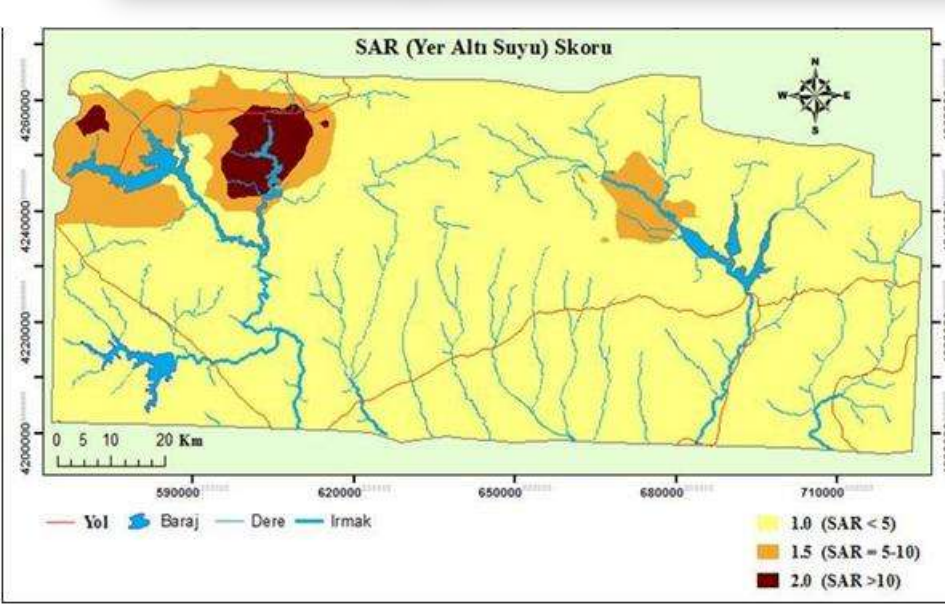 SAR (Yer Altı Suyu) Skoru
N
W E
S
4260000
4240000
4220000
4200000
0 5 10 20 Km
590000 620000 650000 680000 710000
Yol Baraj Dere Irmak
1.0 (SAR < 5)
1.5 (SAR = 5-10)
2.0 (SAR >10)